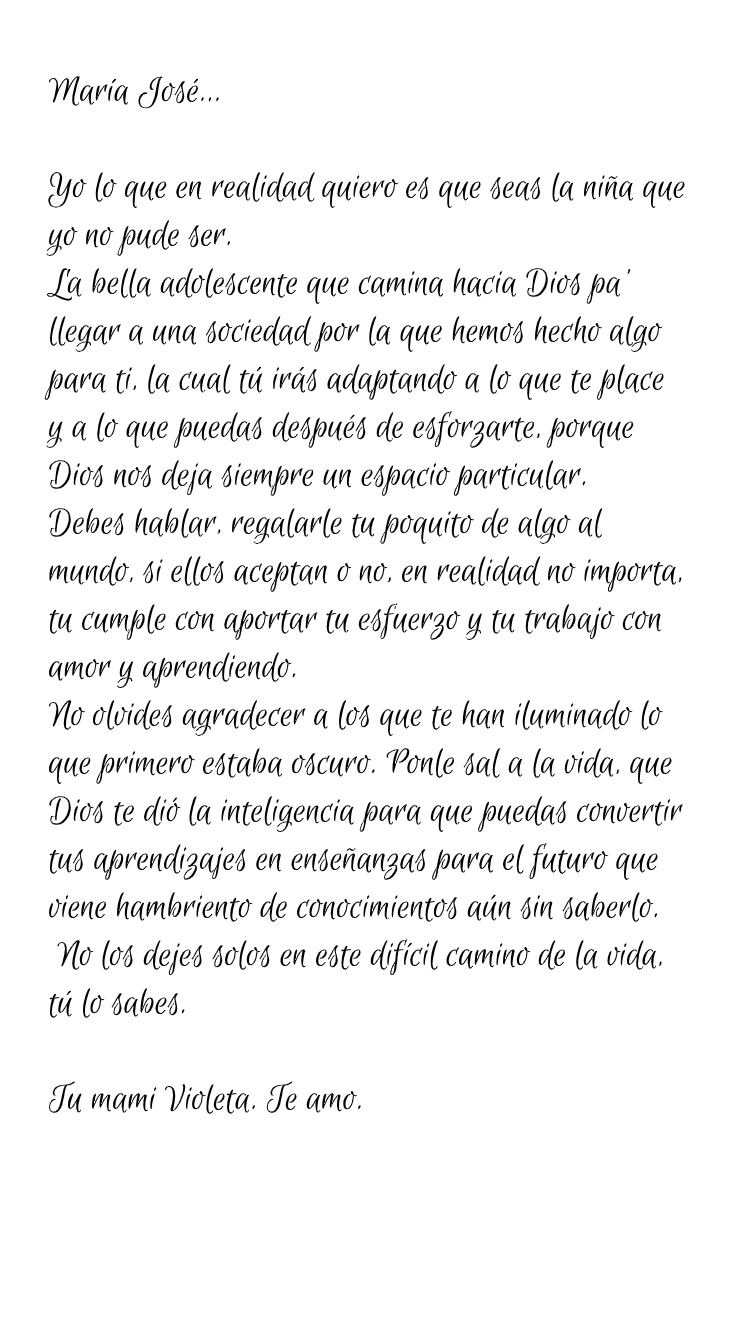 María José...
Yo lo que en realidad quiero es que seas la niña que
yo no pude ser.
La bella adolescente que camina hacia Dios pa'
llegar a una sociedad por la que hemos hecho algo
para ti, la cual tú irás adaptando a lo que te place
y a lo que puedas después de esforzarte, porque
Dios nos deja siempre un espacio particular.
Debes hablar, regalarle tu poquito de algo al
mundo, si ellos aceptan o no, en realidad no importa,
tu cumple con aportar tu esfuerzo y tu trabajo con
amor y aprendiendo.
No olvides agradecer a los que te han iluminado lo
que primero estaba oscuro. Ponle sal a la vida, que
Dios te dió la inteligencia para que puedas convertir
tus aprendizajes en enseñanzas para el futuro que
viene hambriento de conocimientos aún sin saberlo.
No los dejes solos en este difícil camino de la vida,
tú lo sabes.
Tu mami Violeta. Te amo.